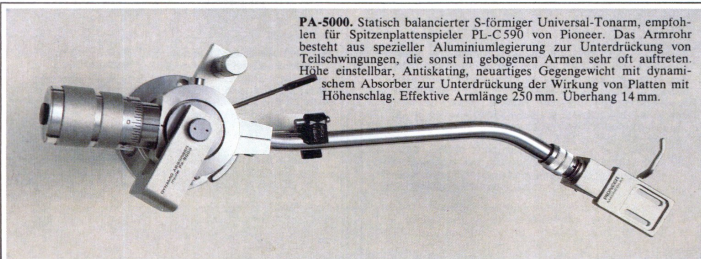 PA-5000. Statisch balancierter S-förmiger Universal-Tonarm, empfoh-
len für Spitzenplattenspieler PL-C 590 von Pioneer. Das Armrohr
besteht aus spezieller Aluminiumlegierung zur Unterdrückung von
Teilschwingungen, die sonst in gebogenen Armen sehr oft auftreten.
Höhe einstellbar, Antiskating, neuartiges Gegengewicht mit dynami-
schem Absorber zur Unterdrückung der Wirkung von Platten mit
Höhenschlag. Effektive Armlänge 250 mm. Überhang 14 mm.
PIONEER